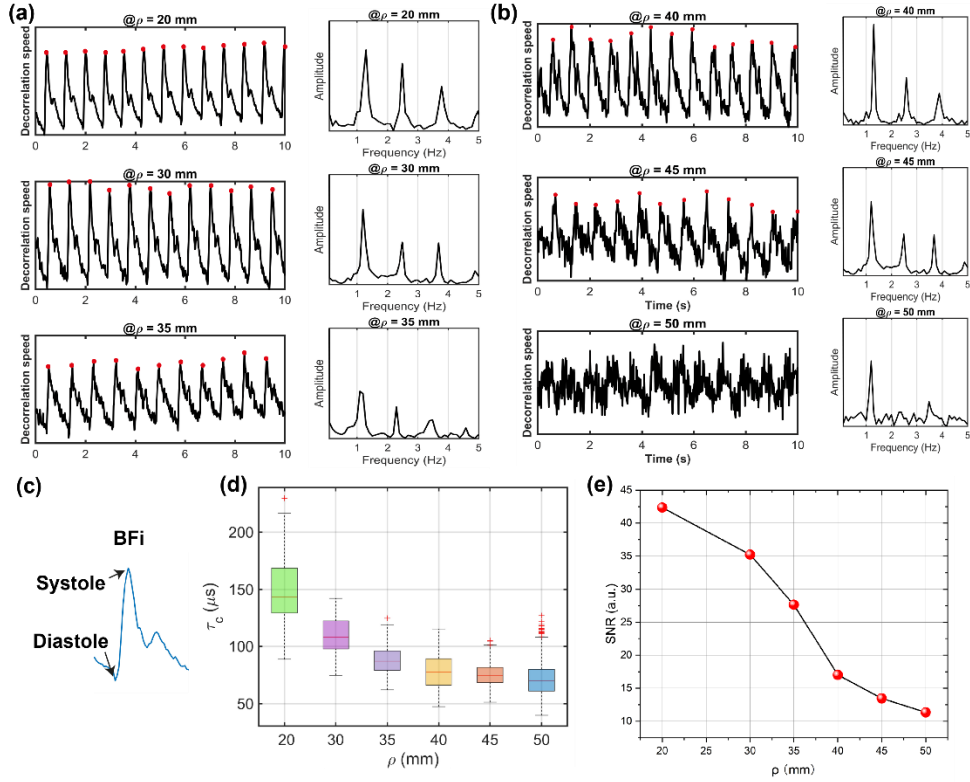 (a)
@ρ = 20 mm
Decorrelation speed
0 2 4 6 8 10
@ρ = 20 mm
Amplitude
1 2 3 4 5
Frequency (Hz)
@ρ = 30 mm
Decorrelation speed
0 2 4 6 8 10
@ρ = 30 mm
Amplitude
1 2 3 4 5
Frequency (Hz)
@ρ = 35 mm
Decorrelation speed
0 2 4 6 8 10
@ρ = 35 mm
Amplitude
1 2 3 4 5
Frequency (Hz)
(b)
@ρ = 40 mm
Decorrelation speed
0 2 4 6 8 10
@ρ = 40 mm
Amplitude
1 2 3 4 5
Frequency (Hz)
@ρ = 45 mm
Decorrelation speed
0 2 4 6 8 10
Time (s)
@ρ = 45 mm
Amplitude
1 2 3 4 5
Frequency (Hz)
@ρ = 50 mm
Decorrelation speed
0 2 4 6 8 10
Time (s)
@ρ = 50 mm
Amplitude
1 2 3 4 5
Frequency (Hz)
(c)
BFi
Systole
Diastole
(d)
200
150
100
50
τc (μs)
20 30 35 40 45 50
ρ (mm)
(e)
45
40
35
30
25
20
15
10
SNR (a.u.)
20 25 30 35 40 45 50
ρ (mm)